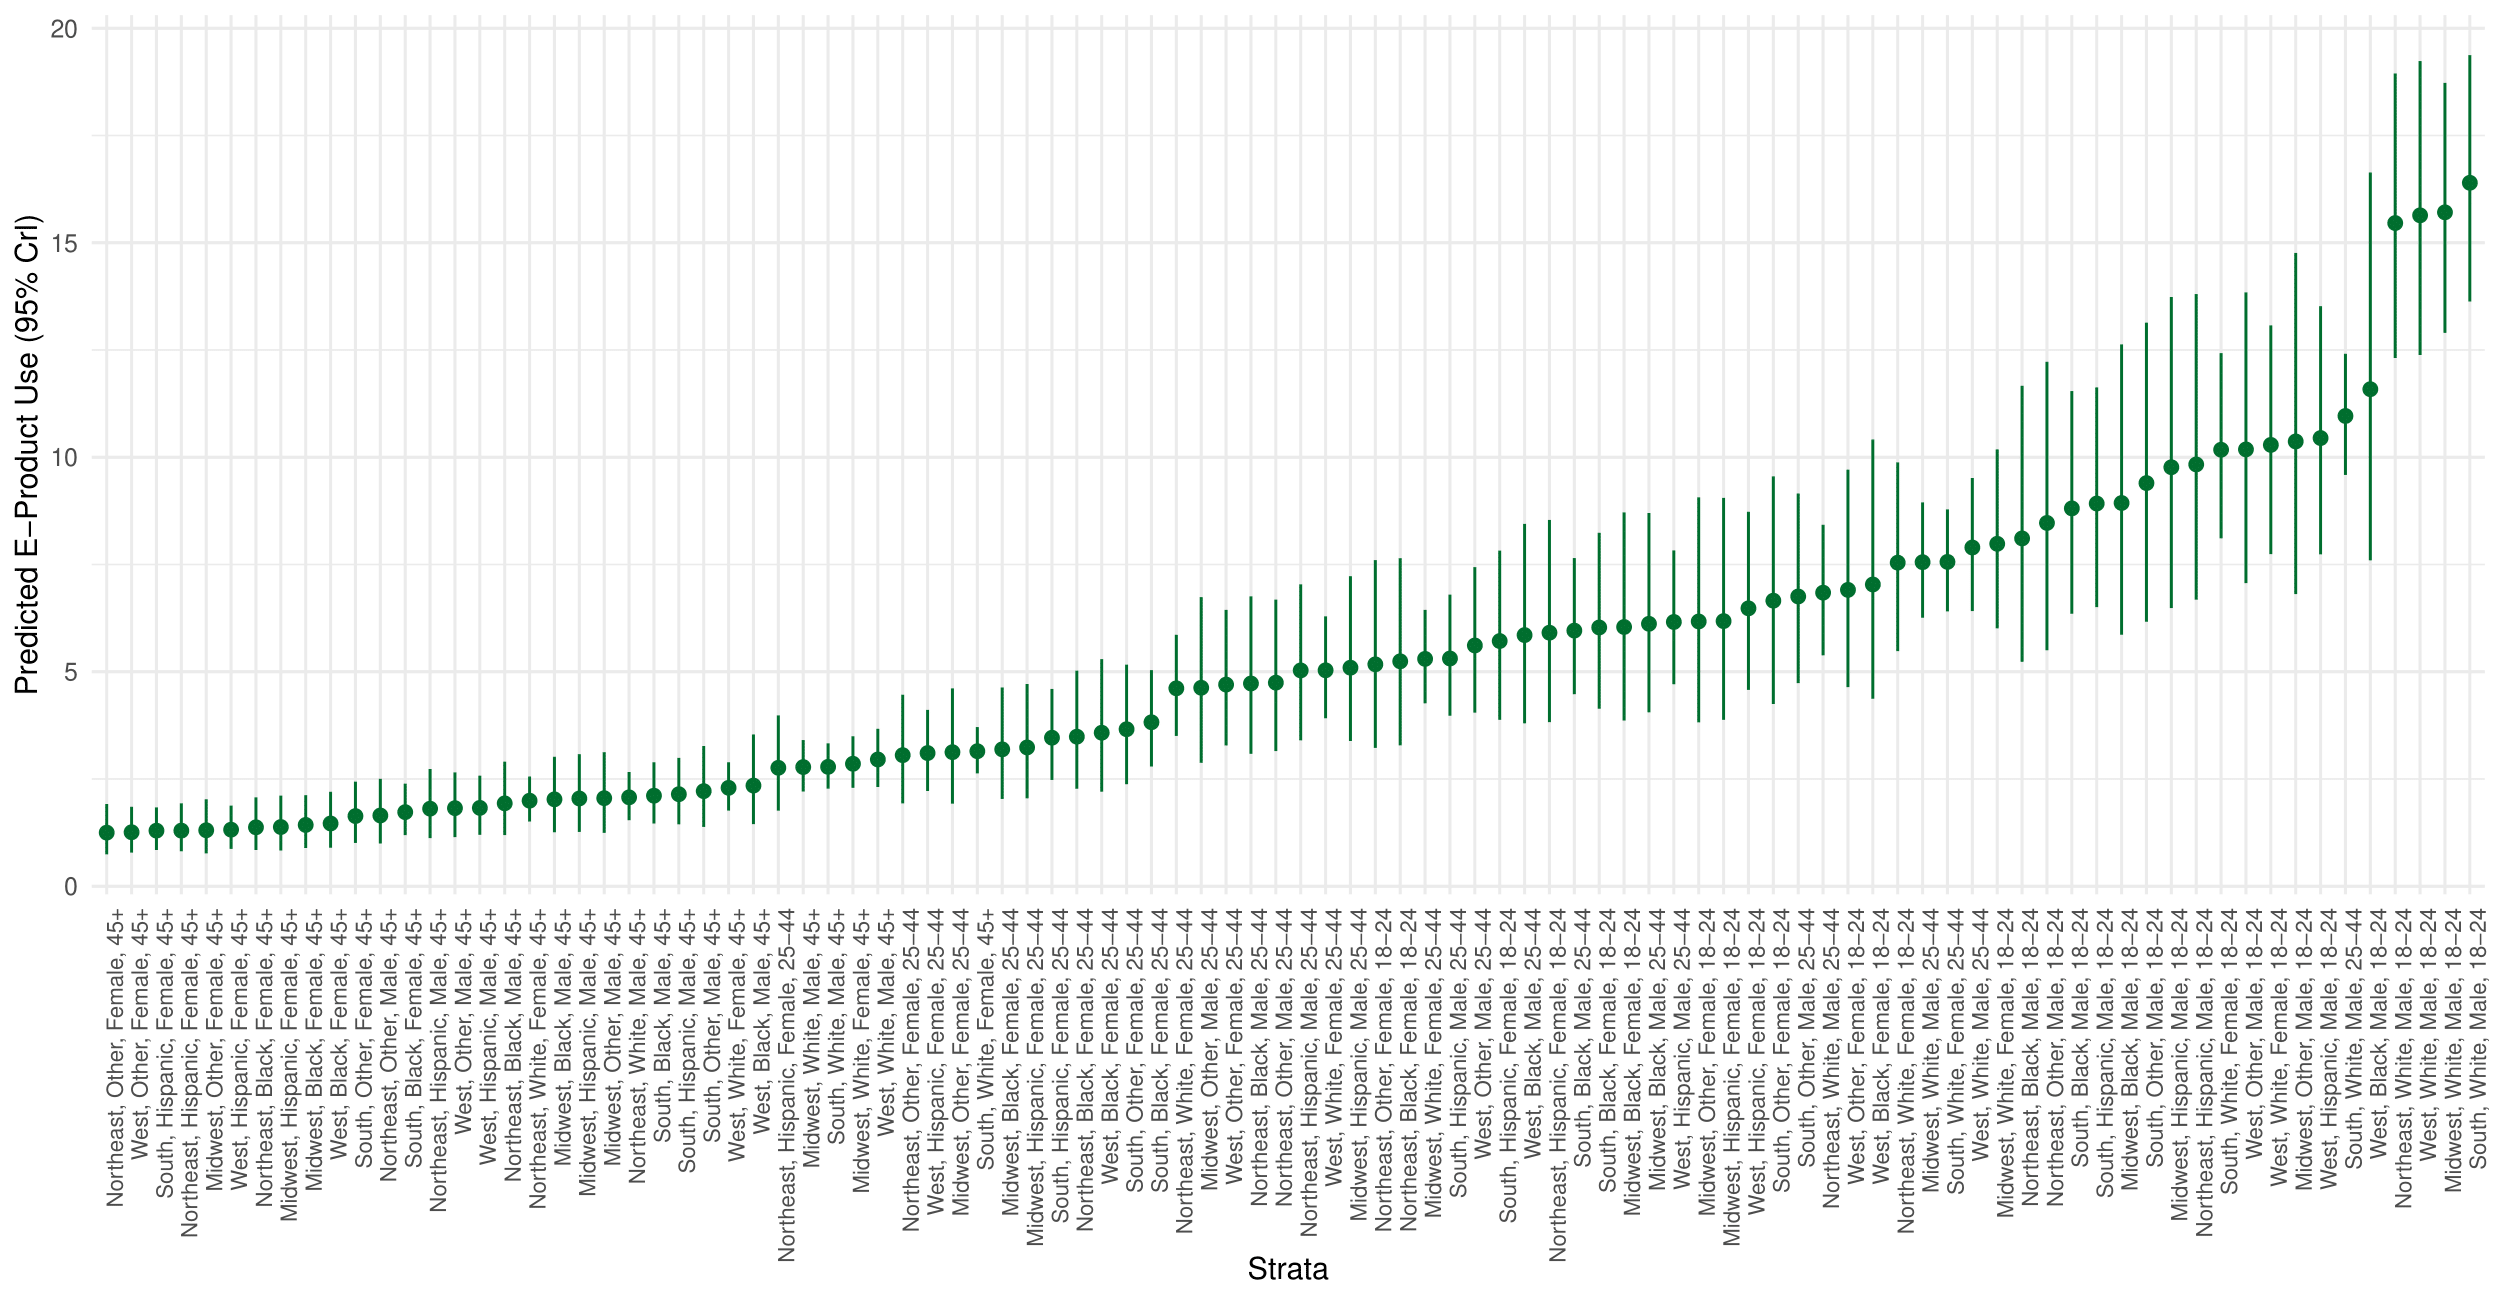 Predicted E−Product Use (95% CrI)
20
15
10
5
0
Northeast, Other, Female, 45+
West, Other, Female, 45+
South, Hispanic, Female, 45+
Northeast, Hispanic, Female, 45+
Midwest, Other, Female, 45+
West, Hispanic, Female, 45+
Northeast, Black, Female, 45+
Midwest, Hispanic, Female, 45+
Midwest, Black, Female, 45+
West, Black, Female, 45+
South, Other, Female, 45+
Northeast, Other, Male, 45+
South, Black, Female, 45+
Northeast, Hispanic, Male, 45+
West, Other, Male, 45+
West, Hispanic, Male, 45+
Northeast, Black, Male, 45+
Northeast, White, Female, 45+
Midwest, Black, Male, 45+
Midwest, Hispanic, Male, 45+
Midwest, Other, Male, 45+
Northeast, White, Male, 45+
South, Black, Male, 45+
South, Hispanic, Male, 45+
South, Other, Male, 45+
West, White, Female, 45+
West, Black, Male, 45+
Northeast, Hispanic, Female, 25−44
Midwest, White, Male, 45+
South, White, Male, 45+
Midwest, White, Female, 45+
West, White, Male, 45+
Northeast, Other, Female, 25−44
West, Hispanic, Female, 25−44
Midwest, Other, Female, 25−44
South, White, Female, 45+
Midwest, Black, Female, 25−44
Midwest, Hispanic, Female, 25−44
South, Hispanic, Female, 25−44
Northeast, Black, Female, 25−44
West, Black, Female, 25−44
South, Other, Female, 25−44
South, Black, Female, 25−44
Northeast, White, Female, 25−44
Midwest, Other, Male, 25−44
West, Other, Female, 25−44
Northeast, Black, Male, 25−44
Northeast, Other, Male, 25−44
Northeast, Hispanic, Male, 25−44
West, White, Female, 25−44
Midwest, Hispanic, Male, 25−44
Northeast, Other, Female, 18−24
Northeast, Black, Female, 18−24
Midwest, White, Female, 25−44
South, Hispanic, Male, 25−44
West, Other, Male, 25−44
South, Hispanic, Female, 18−24
West, Black, Male, 25−44
Northeast, Hispanic, Female, 18−24
South, Black, Male, 25−44
South, Black, Female, 18−24
Midwest, Black, Female, 18−24
Midwest, Black, Male, 25−44
West, Hispanic, Male, 25−44
Midwest, Other, Female, 18−24
Midwest, Hispanic, Female, 18−24
West, Hispanic, Female, 18−24
South, Other, Female, 18−24
South, Other, Male, 25−44
Northeast, White, Male, 25−44
West, Other, Female, 18−24
West, Black, Female, 18−24
Northeast, White, Female, 18−24
Midwest, White, Male, 25−44
South, White, Female, 25−44
West, White, Male, 25−44
Midwest, White, Female, 18−24
Northeast, Black, Male, 18−24
Northeast, Other, Male, 18−24
South, Black, Male, 18−24
South, Hispanic, Male, 18−24
Midwest, Black, Male, 18−24
South, Other, Male, 18−24
Midwest, Hispanic, Male, 18−24
Northeast, Hispanic, Male, 18−24
South, White, Female, 18−24
West, Other, Male, 18−24
West, White, Female, 18−24
Midwest, Other, Male, 18−24
West, Hispanic, Male, 18−24
South, White, Male, 25−44
West, Black, Male, 18−24
Northeast, White, Male, 18−24
West, White, Male, 18−24
Midwest, White, Male, 18−24
South, White, Male, 18−24
Strata